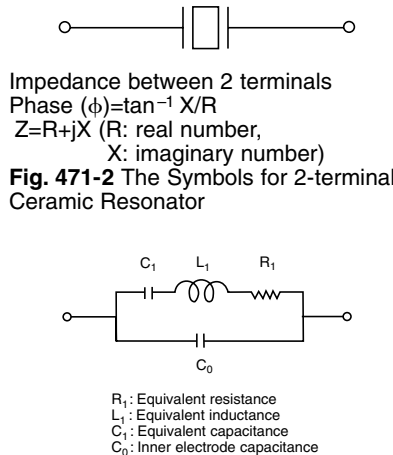 Impedance between 2 terminals
Phase (ϕ)=tan⁻¹ X/R
Z=R+jX (R: real number,
X: imaginary number)
Fig. 471-2 The Symbols for 2-terminal
Ceramic Resonator
C₁ L₁ R₁
C₀
R₁: Equivalent resistance
L₁: Equivalent inductance
C₁: Equivalent capacitance
C₀: Inner electrode capacitance